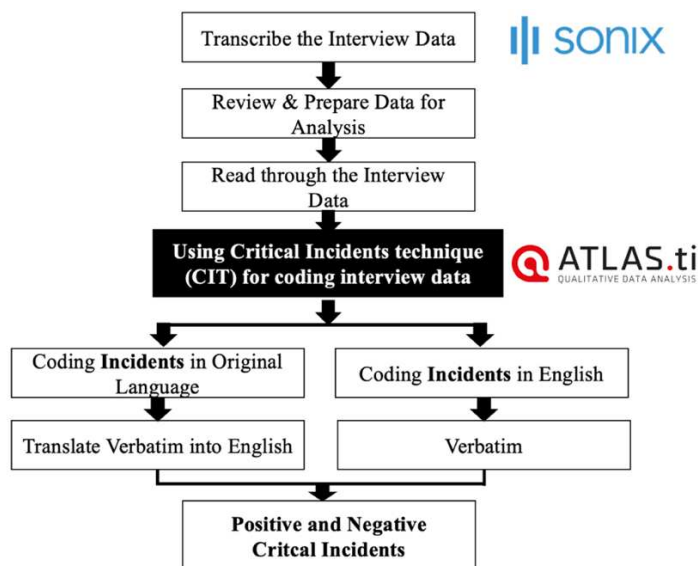 Transcribe the Interview Data
sonix
Review & Prepare Data for
Analysis
Read through the Interview
Data
Using Critical Incidents technique
(CIT) for coding interview data
ATLAS.ti
QUALITATIVE DATA ANALYSIS
Coding Incidents in Original
Language
Coding Incidents in English
Translate Verbatim into English
Verbatim
Positive and Negative
Critcal Incidents